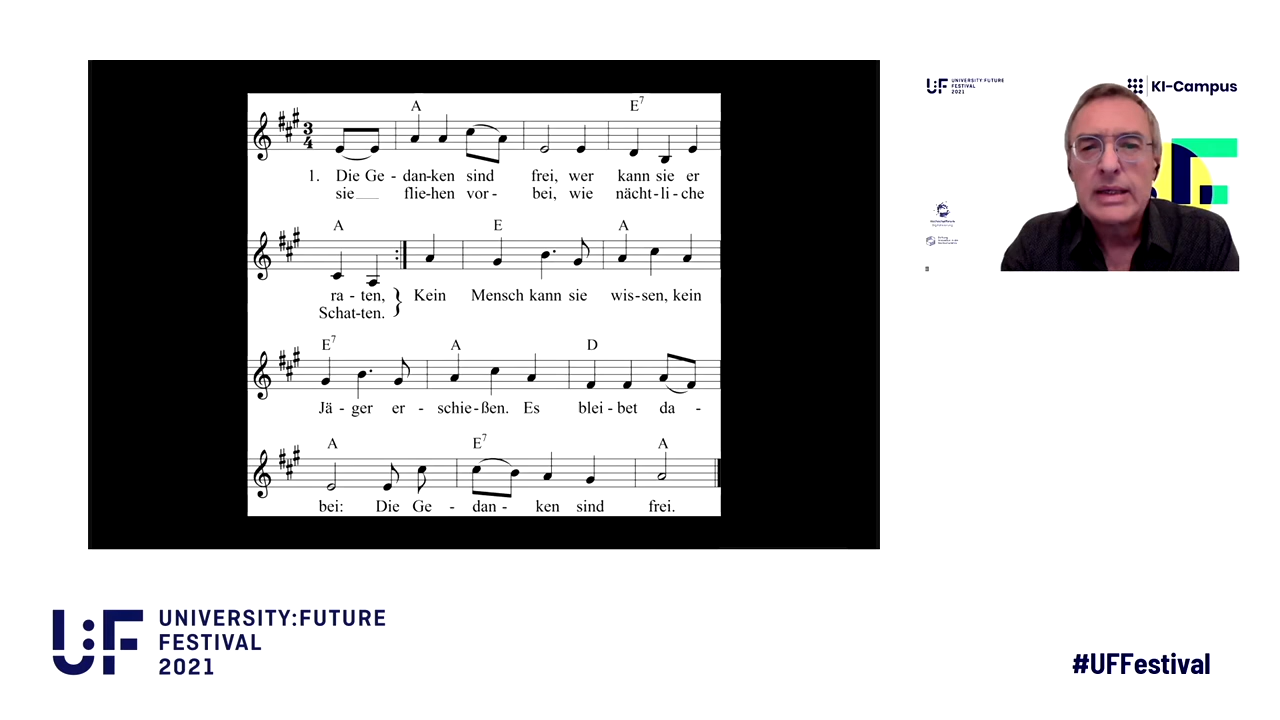 A E7
3
4
1. Die Ge - dan-ken sind frei, wer kann sie er
sie flie-hen vor - bei, wie nächt-li-che
A E A
ra - ten, } Kein Mensch kann sie wis-sen, kein
Schat-ten.
E7 A D
Jä - ger er - schie-ßen. Es blei-bet da -
A E7 A
bei: Die Ge - dan - ken sind frei.
U:F UNIVERSITY:FUTURE
FESTIVAL
2021
KI-Campus
U:F UNIVERSITY:FUTURE
FESTIVAL
2021
#UFFestival